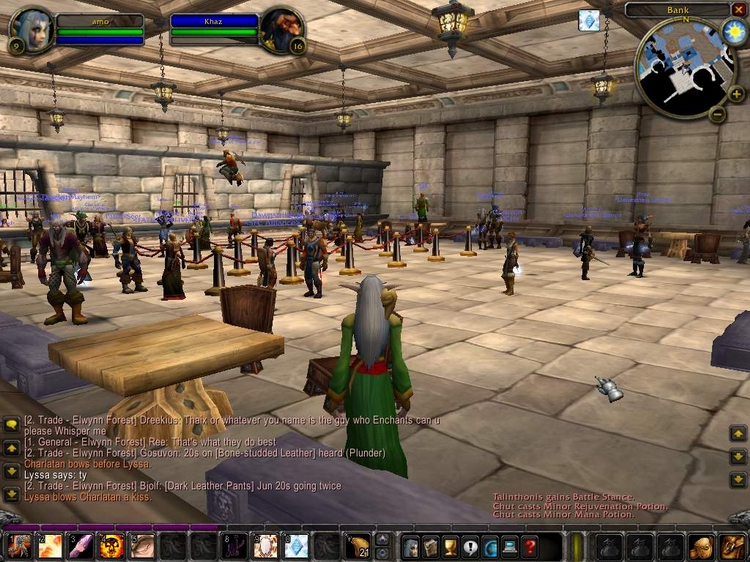 amo
Khaz
Bank
N
9
16
[2. Trade - Elwynn Forest] Dreekius: Thaix or whatever you name is the guy who Enchants can u
please Whisper me
[1. General - Elwynn Forest] Ree: That's what they do best
[2. Trade - Elwynn Forest] Gosuvon: 20s on [Bone-studded Leather] heard (Plunder)
Charlatan bows before Lyssa.
Lyssa says: ty
[2. Trade - Elwynn Forest] Bjolf: [Dark Leather Pants] Jun 20s going twice
Lyssa blows Charlatan a kiss.
Talinthonis gains Battle Stance.
Chut casts Minor Rejuvenation Potion.
Chut casts Minor Mana Potion.
24